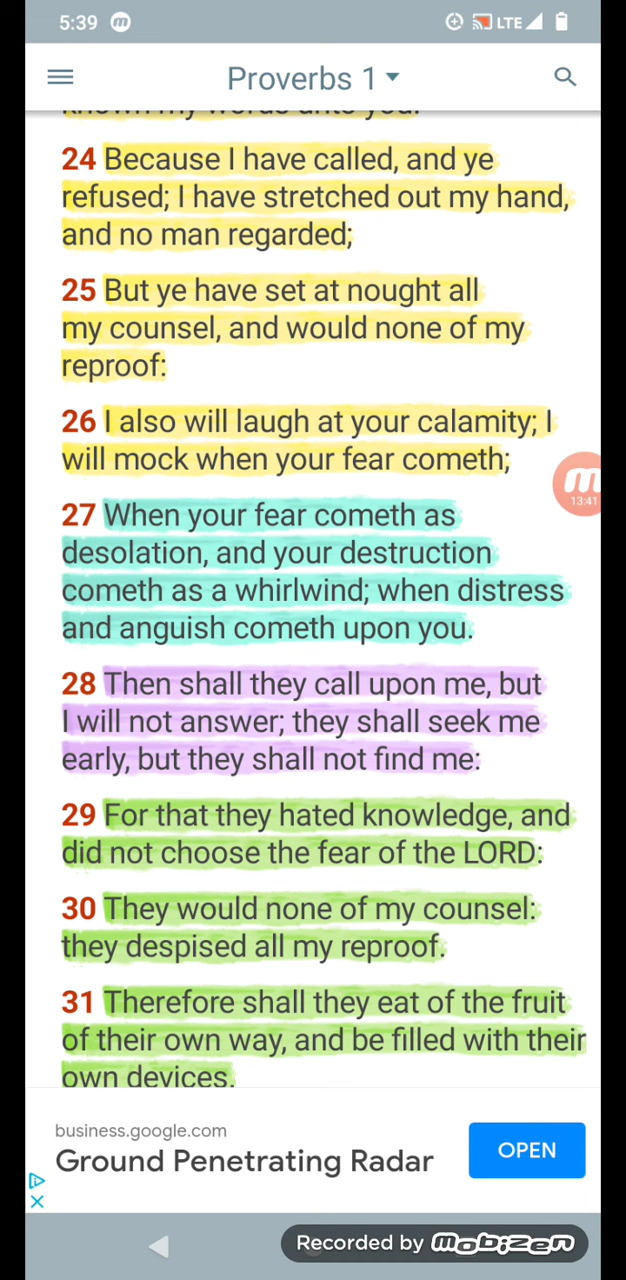 5:39
LTE
Proverbs 1
known my words unto you.
24 Because I have called, and ye
refused; I have stretched out my hand,
and no man regarded;
25 But ye have set at nought all
my counsel, and would none of my
reproof:
26 I also will laugh at your calamity; I
will mock when your fear cometh;
13:41
27 When your fear cometh as
desolation, and your destruction
cometh as a whirlwind; when distress
and anguish cometh upon you.
28 Then shall they call upon me, but
I will not answer; they shall seek me
early, but they shall not find me:
29 For that they hated knowledge, and
did not choose the fear of the LORD:
30 They would none of my counsel:
they despised all my reproof.
31 Therefore shall they eat of the fruit
of their own way, and be filled with their
own devices.
business.google.com
Ground Penetrating Radar
OPEN
Recorded by mobizen